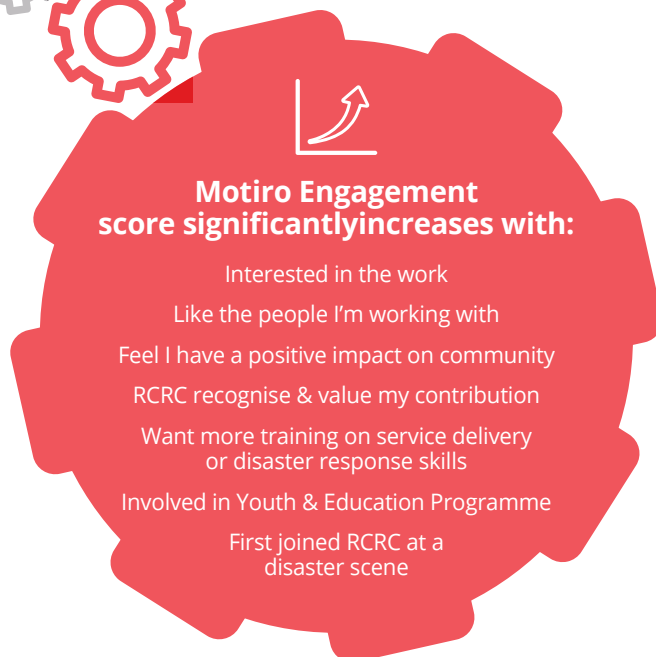 Motiro Engagement
score significantlyincreases with:
Interested in the work
Like the people I’m working with
Feel I have a positive impact on community
RCRC recognise & value my contribution
Want more training on service delivery
or disaster response skills
Involved in Youth & Education Programme
First joined RCRC at a
disaster scene